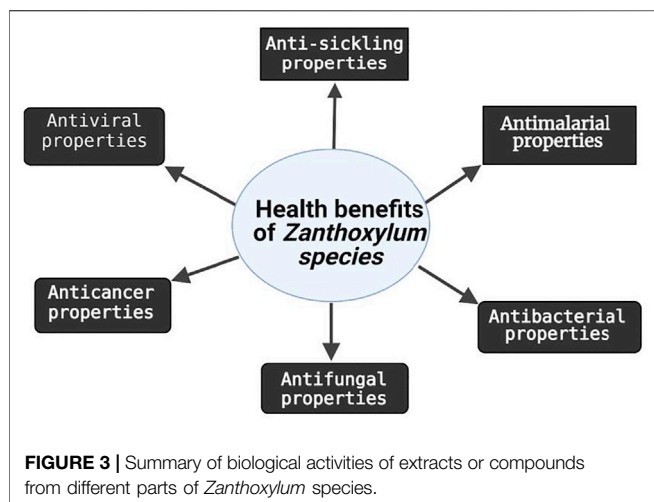 Anti-sickling
properties
Antiviral
properties
Antimalarial
properties
Health benefits
of Zanthoxylum
species
Anticancer
properties
Antibacterial
properties
Antifungal
properties
FIGURE 3 | Summary of biological activities of extracts or compounds
from different parts of Zanthoxylum species.